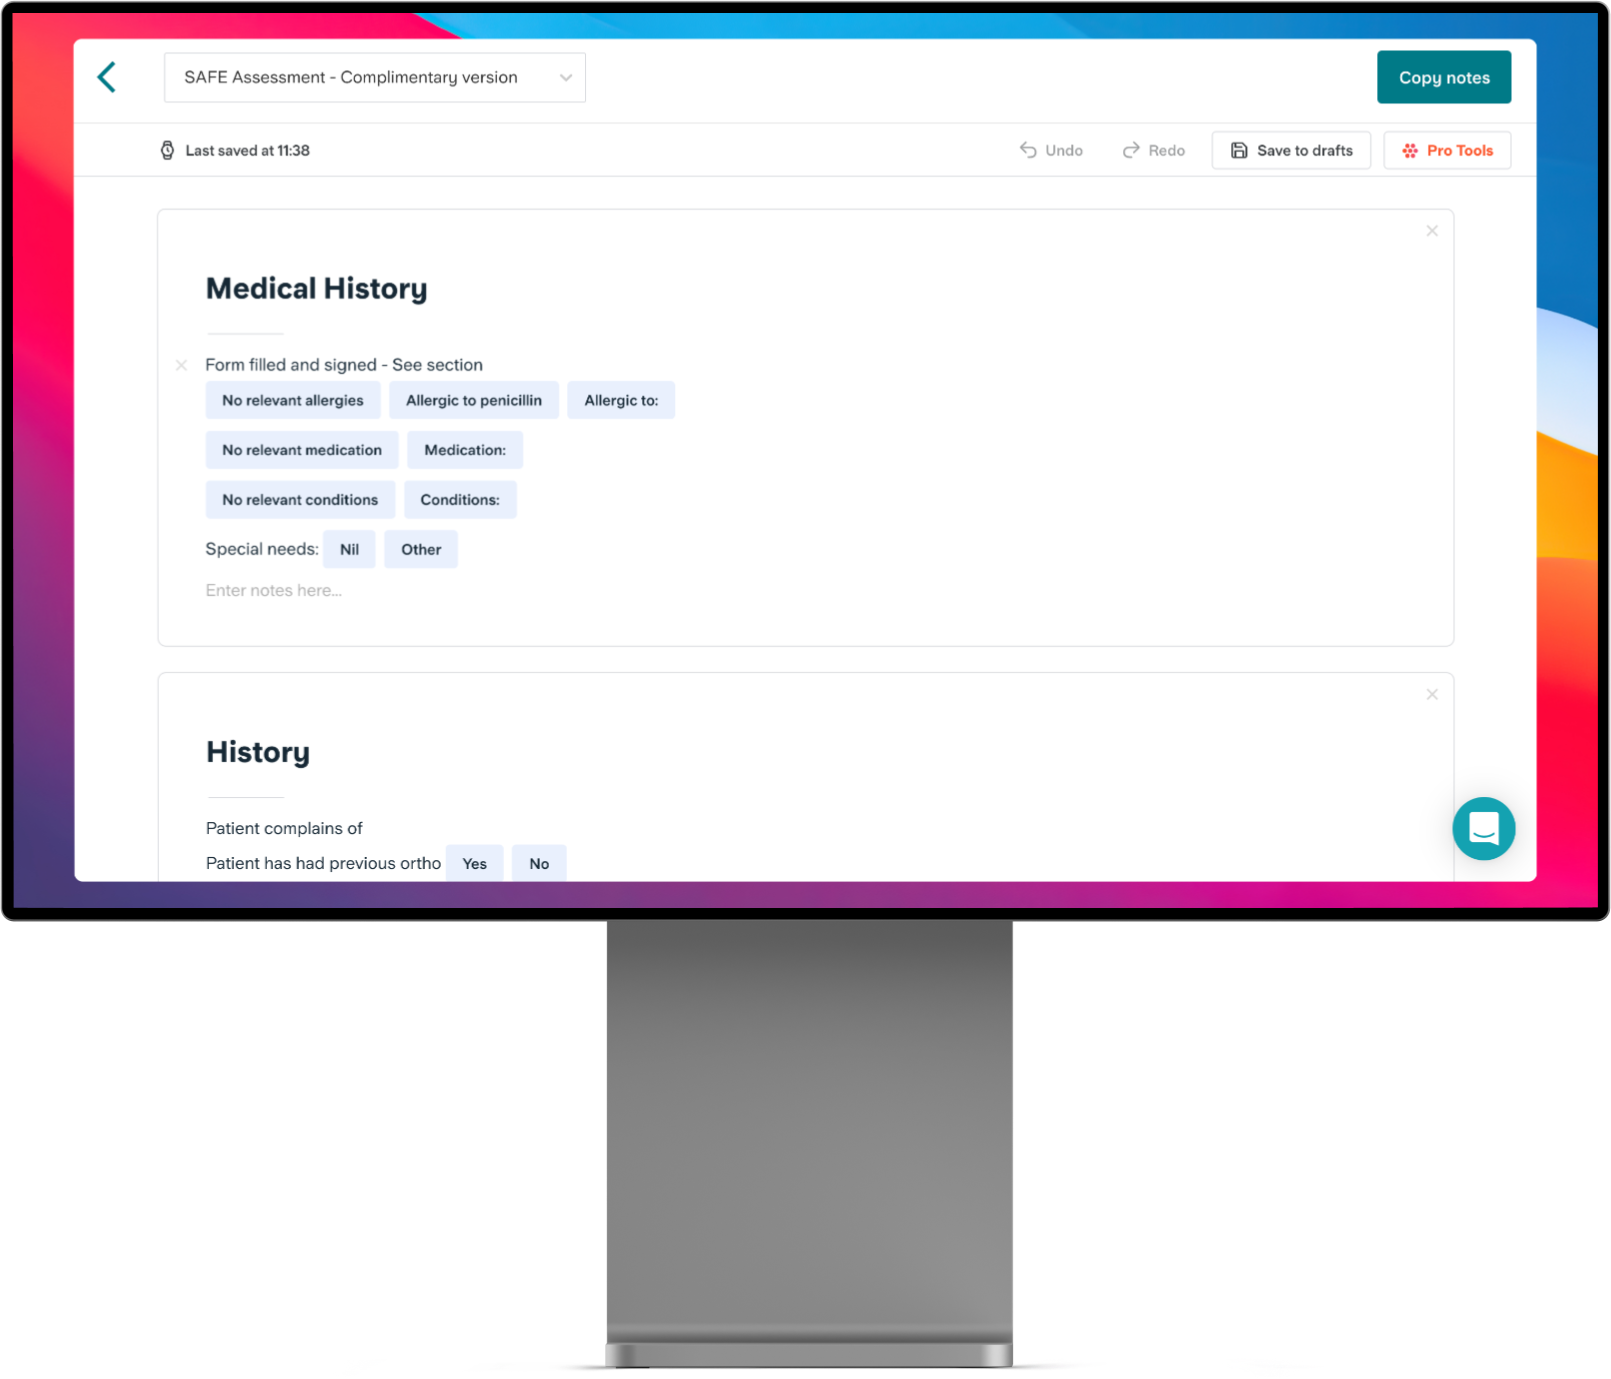 SAFE Assessment - Complimentary version
Copy notes
Last saved at 11:38
Undo
Redo
Save to drafts
Pro Tools
Medical History
Form filled and signed - See section
No relevant allergies
Allergic to penicillin
Allergic to:
No relevant medication
Medication:
No relevant conditions
Conditions:
Special needs: Nil Other
Enter notes here...
History
Patient complains of
Patient has had previous ortho Yes No